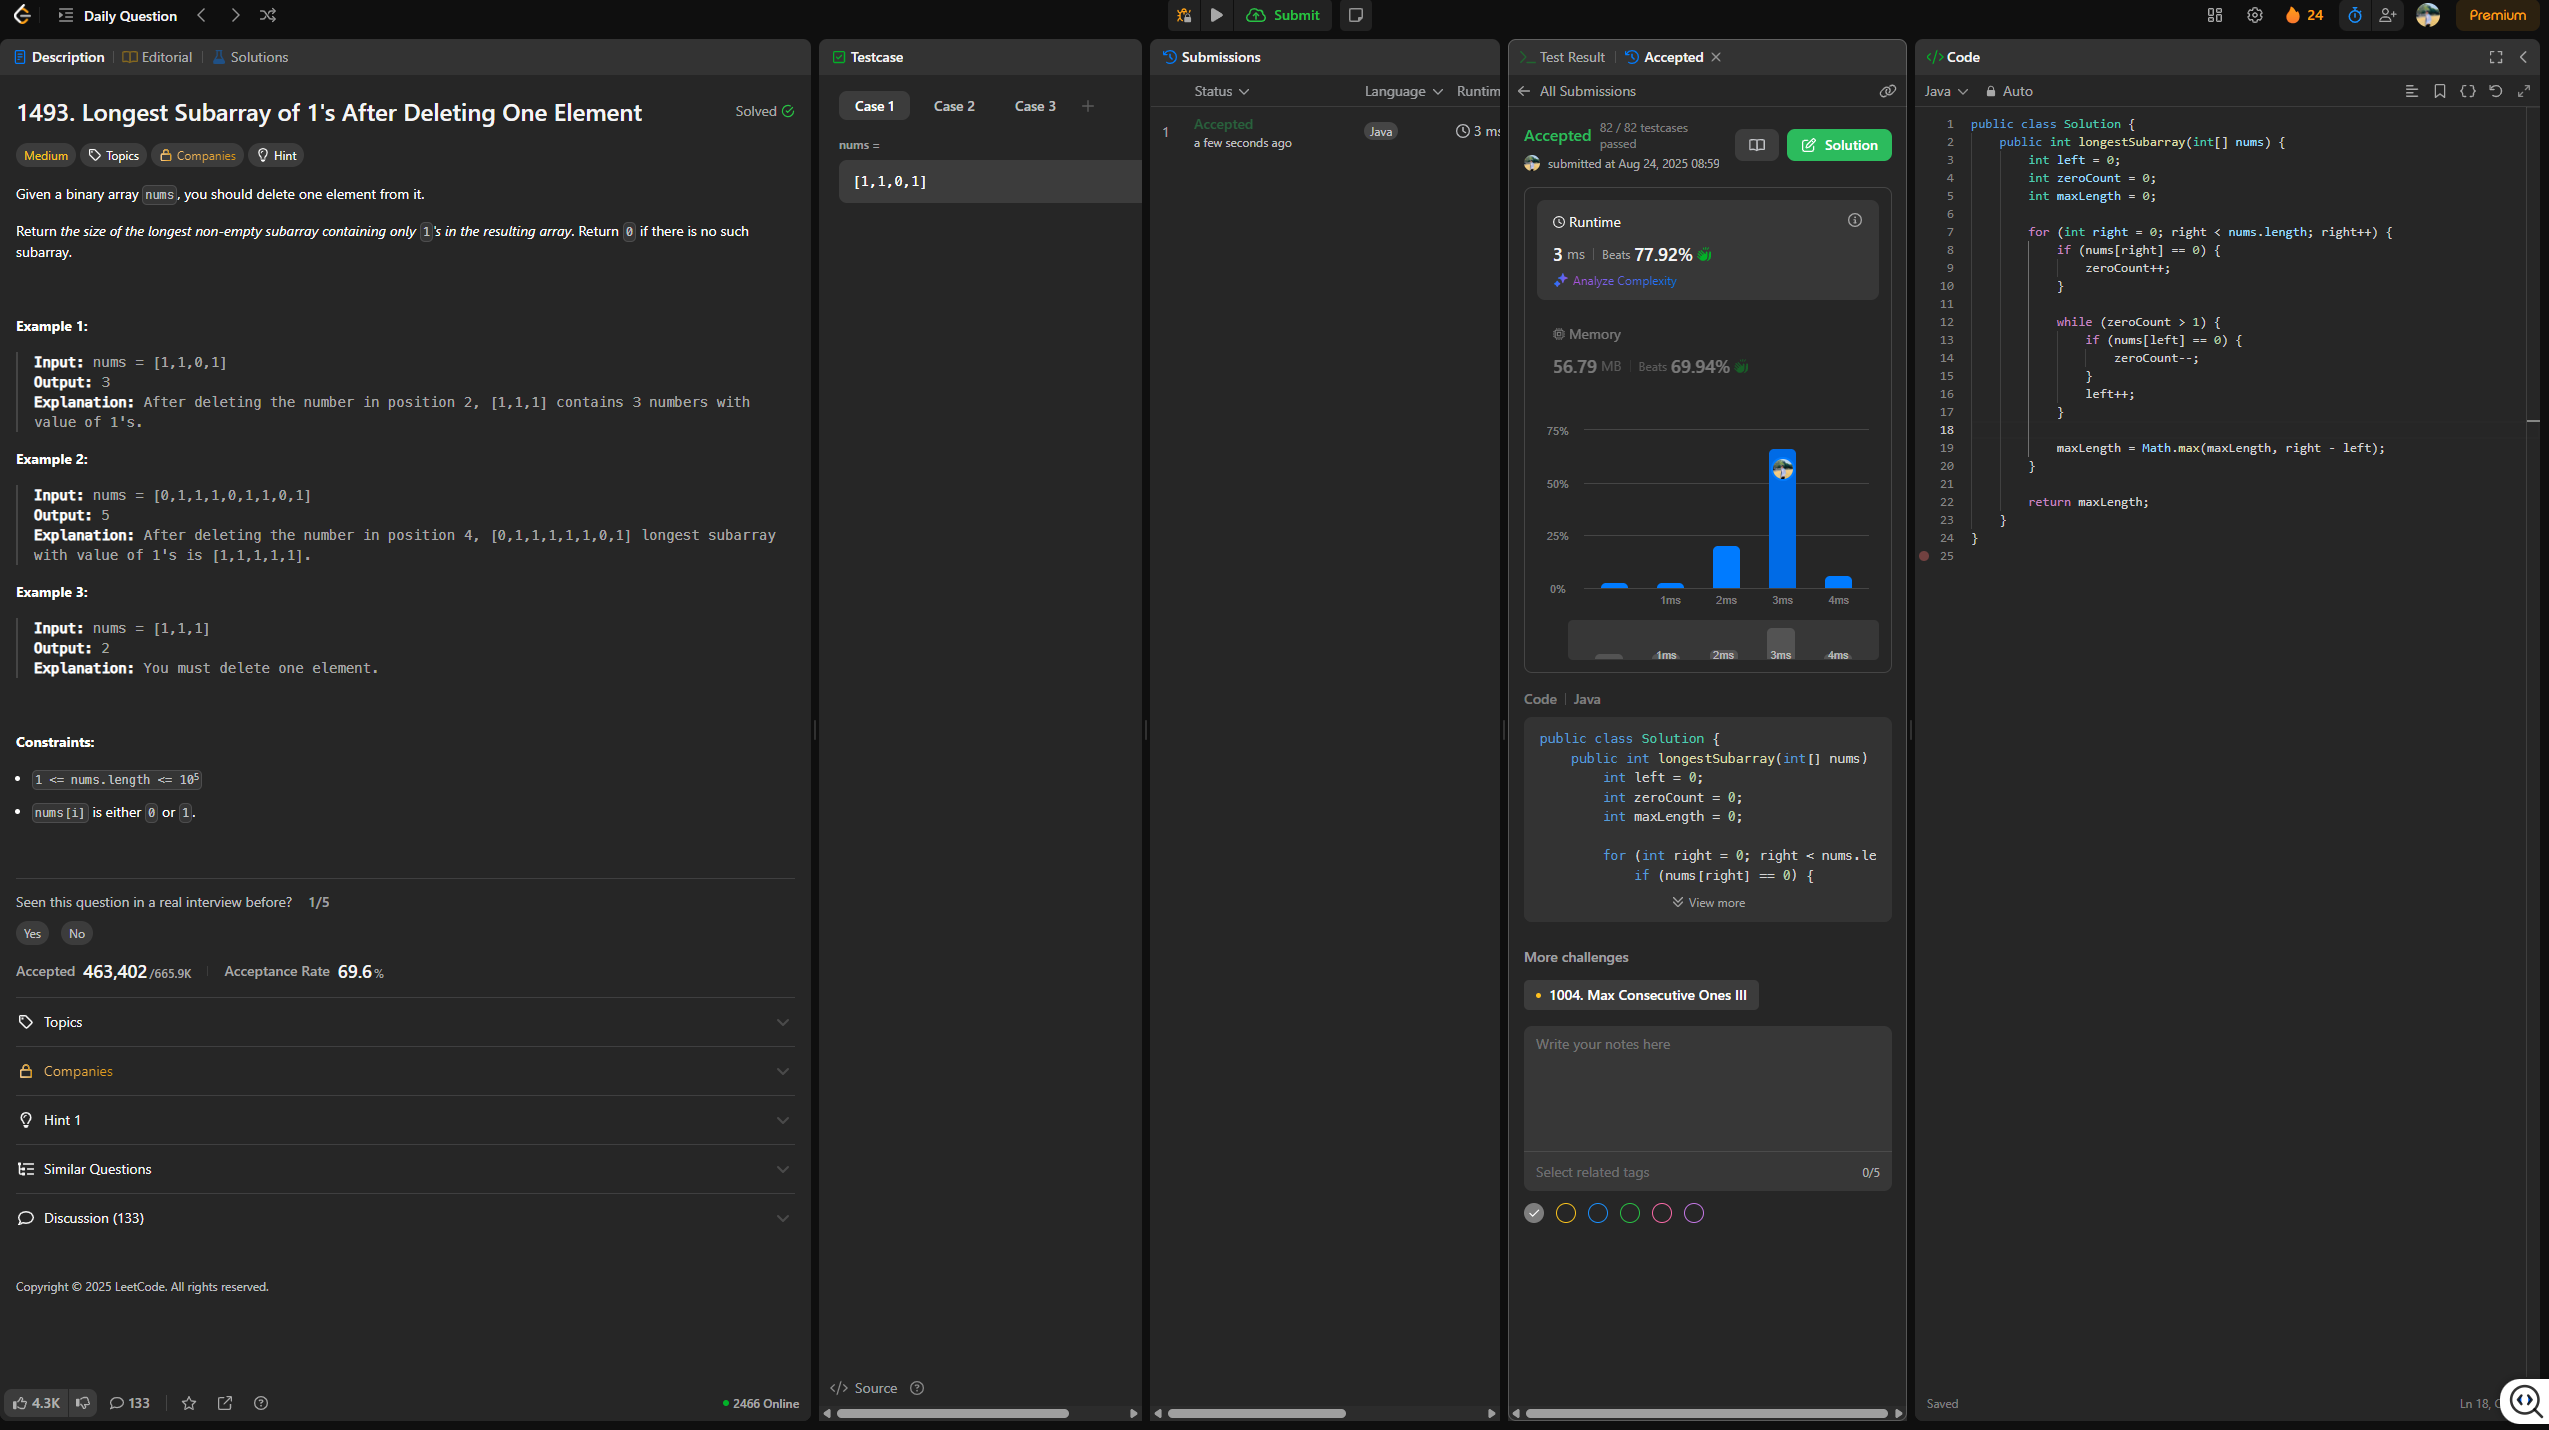 Daily Question
Submit
24
Premium
Description
Editorial
Solutions
1493. Longest Subarray of 1's After Deleting One Element
Solved
Medium
Topics
Companies
Hint
Given a binary array nums, you should delete one element from it.
Return the size of the longest non-empty subarray containing only 1's in the resulting array. Return 0 if there is no such
subarray.
Example 1:
Input: nums = [1,1,0,1]
Output: 3
Explanation: After deleting the number in position 2, [1,1,1] contains 3 numbers with
value of 1's.
Example 2:
Input: nums = [0,1,1,1,0,1,1,0,1]
Output: 5
Explanation: After deleting the number in position 4, [0,1,1,1,1,1,0,1] longest subarray
with value of 1's is [1,1,1,1,1].
Example 3:
Input: nums = [1,1,1]
Output: 2
Explanation: You must delete one element.
Constraints:
1 <= nums.length <= 10⁵
nums[i] is either 0 or 1.
Seen this question in a real interview before? 1/5
Yes
No
Accepted 463,402/665.9K
Acceptance Rate 69.6%
Topics
Companies
Hint 1
Similar Questions
Discussion (133)
Copyright © 2025 LeetCode. All rights reserved.
4.3K
133
2466 Online
Testcase
Case 1
Case 2
Case 3
nums =
[1,1,0,1]
Source
Submissions
Status
Language
Runtim
1
Accepted
a few seconds ago
Java
3 ms
Test Result
Accepted
All Submissions
Accepted
82 / 82 testcases
passed
submitted at Aug 24, 2025 08:59
Solution
Runtime
3 ms
Beats 77.92%
Analyze Complexity
Memory
56.79 MB
Beats 69.94%
75%
50%
25%
0%
1ms
2ms
3ms
4ms
1ms
2ms
3ms
4ms
Code
Java
public class Solution {
public int longestSubarray(int[] nums)
int left = 0;
int zeroCount = 0;
int maxLength = 0;
for (int right = 0; right < nums.le
if (nums[right] == 0) {
View more
More challenges
1004. Max Consecutive Ones III
Write your notes here
Select related tags
0/5
Code
Java
Auto
1 public class Solution {
2 public int longestSubarray(int[] nums) {
3 int left = 0;
4 int zeroCount = 0;
5 int maxLength = 0;
6
7 for (int right = 0; right < nums.length; right++) {
8 if (nums[right] == 0) {
9 zeroCount++;
10 }
11
12 while (zeroCount > 1) {
13 if (nums[left] == 0) {
14 zeroCount--;
15 }
16 left++;
17 }
18
19 maxLength = Math.max(maxLength, right - left);
20 }
21
22 return maxLength;
23 }
24 }
25
Saved
Ln 18,